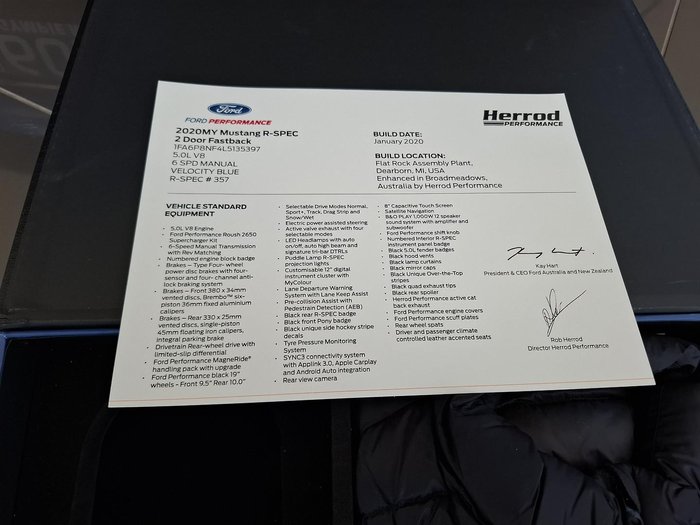 Ford
FORD PERFORMANCE
2020MY Mustang R-SPEC
2 Door Fastback
1FA6P8NF4L5135397
5.0L V8
6 SPD MANUAL
VELOCITY BLUE
R-SPEC # 357
Herrod
PERFORMANCE
BUILD DATE:
January 2020
BUILD LOCATION:
Flat Rock Assembly Plant,
Dearborn, MI, USA
Enhanced in Broadmeadows,
Australia by Herrod Performance
VEHICLE STANDARD
EQUIPMENT
• 5.0L V8 Engine
• Ford Performance Roush 2650
Supercharger Kit
• 6-Speed Manual Transmission
with Rev Matching
• Numbered engine block badge
• Brakes – Type Four- wheel
power disc brakes with four-
sensor and four- channel anti-
lock braking system
• Brakes – Front 380 x 34mm
vented discs, Brembo™ six-
piston 36mm fixed aluminium
calipers
• Brakes – Rear 330 x 25mm
vented discs, single-piston
45mm floating iron calipers,
integral parking brake
• Drivetrain Rear-wheel drive with
limited-slip differential
• Ford Performance MagneRide®
handling pack with upgrade
• Ford Performance black 19"
wheels - Front 9.5" Rear 10.0"
• Selectable Drive Modes Normal,
Sport+, Track, Drag Strip and
Snow/Wet
• Electric power assisted steering
• Active valve exhaust with four
selectable modes
• LED Headlamps with auto
on/off, auto high beam and
signature tri-bar DTRLs
• Puddle Lamp R-SPEC
projection lights
• Customisable 12" digital
instrument cluster with
MyColour
• Lane Departure Warning
System with Lane Keep Assist
• Pre-collision Assist with
Pedestrian Detection (AEB)
• Black rear R-SPEC badge
• Black front Pony badge
• Black unique side hockey stripe
decals
• Tyre Pressure Monitoring
System
• SYNC3 connectivity system
with Applink 3.0, Apple Carplay
and Android Auto integration
• Rear view camera
• 8" Capacitive Touch Screen
• Satellite Navigation
• B&O PLAY 1,000W 12 speaker
sound system with amplifier and
subwoofer
• Ford Performance shift knob
• Numbered Interior R-SPEC
instrument panel badge
• Black 5.0L fender badges
• Black hood vents
• Black lamp curtains
• Black mirror caps
• Black Unique Over-the-Top
stripes
• Black quad exhaust tips
• Black rear spoiler
• Herrod Performance active cat
back exhaust
• Ford Performance engine covers
• Ford Performance scuff plates
• Rear wheel spats
• Driver and passenger climate
controlled leather accented seats
Kay Hart
President & CEO Ford Australia and New Zealand
Rob Herrod
Director Herrod Performance